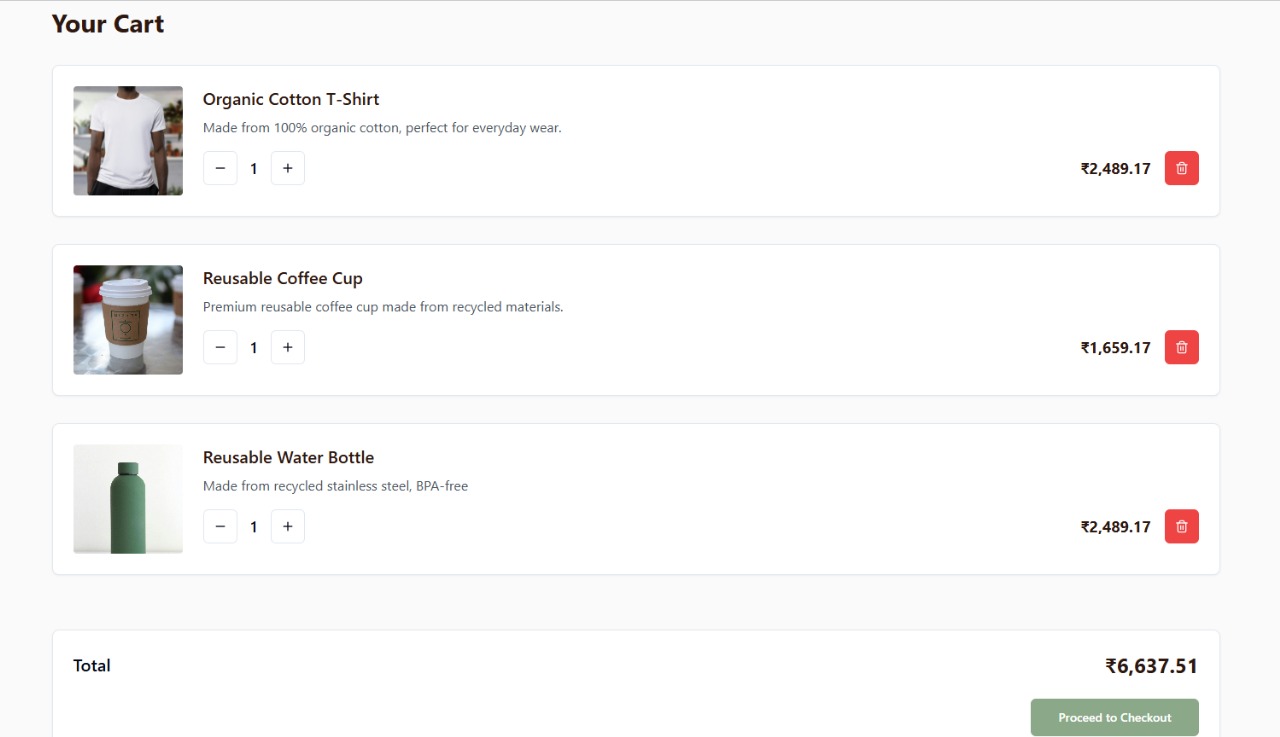 Your Cart
Organic Cotton T-Shirt
Made from 100% organic cotton, perfect for everyday wear.
− 1 +
₹2,489.17
Reusable Coffee Cup
Premium reusable coffee cup made from recycled materials.
− 1 +
₹1,659.17
Reusable Water Bottle
Made from recycled stainless steel, BPA-free
− 1 +
₹2,489.17
Total
₹6,637.51
Proceed to Checkout